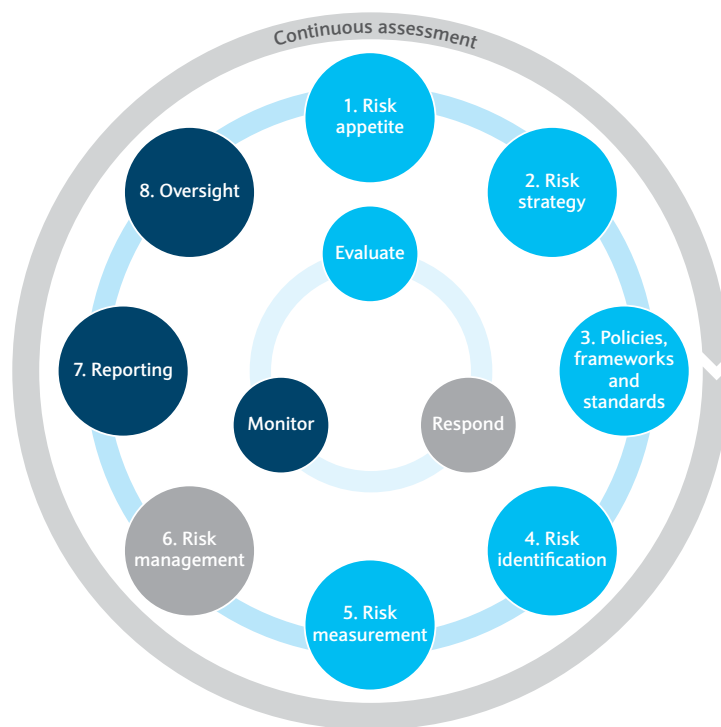 Continuous assessment
1. Risk
appetite
2. Risk
strategy
3. Policies,
frameworks
and
standards
4. Risk
identification
5. Risk
measurement
6. Risk
management
7. Reporting
8. Oversight
Evaluate
Respond
Monitor